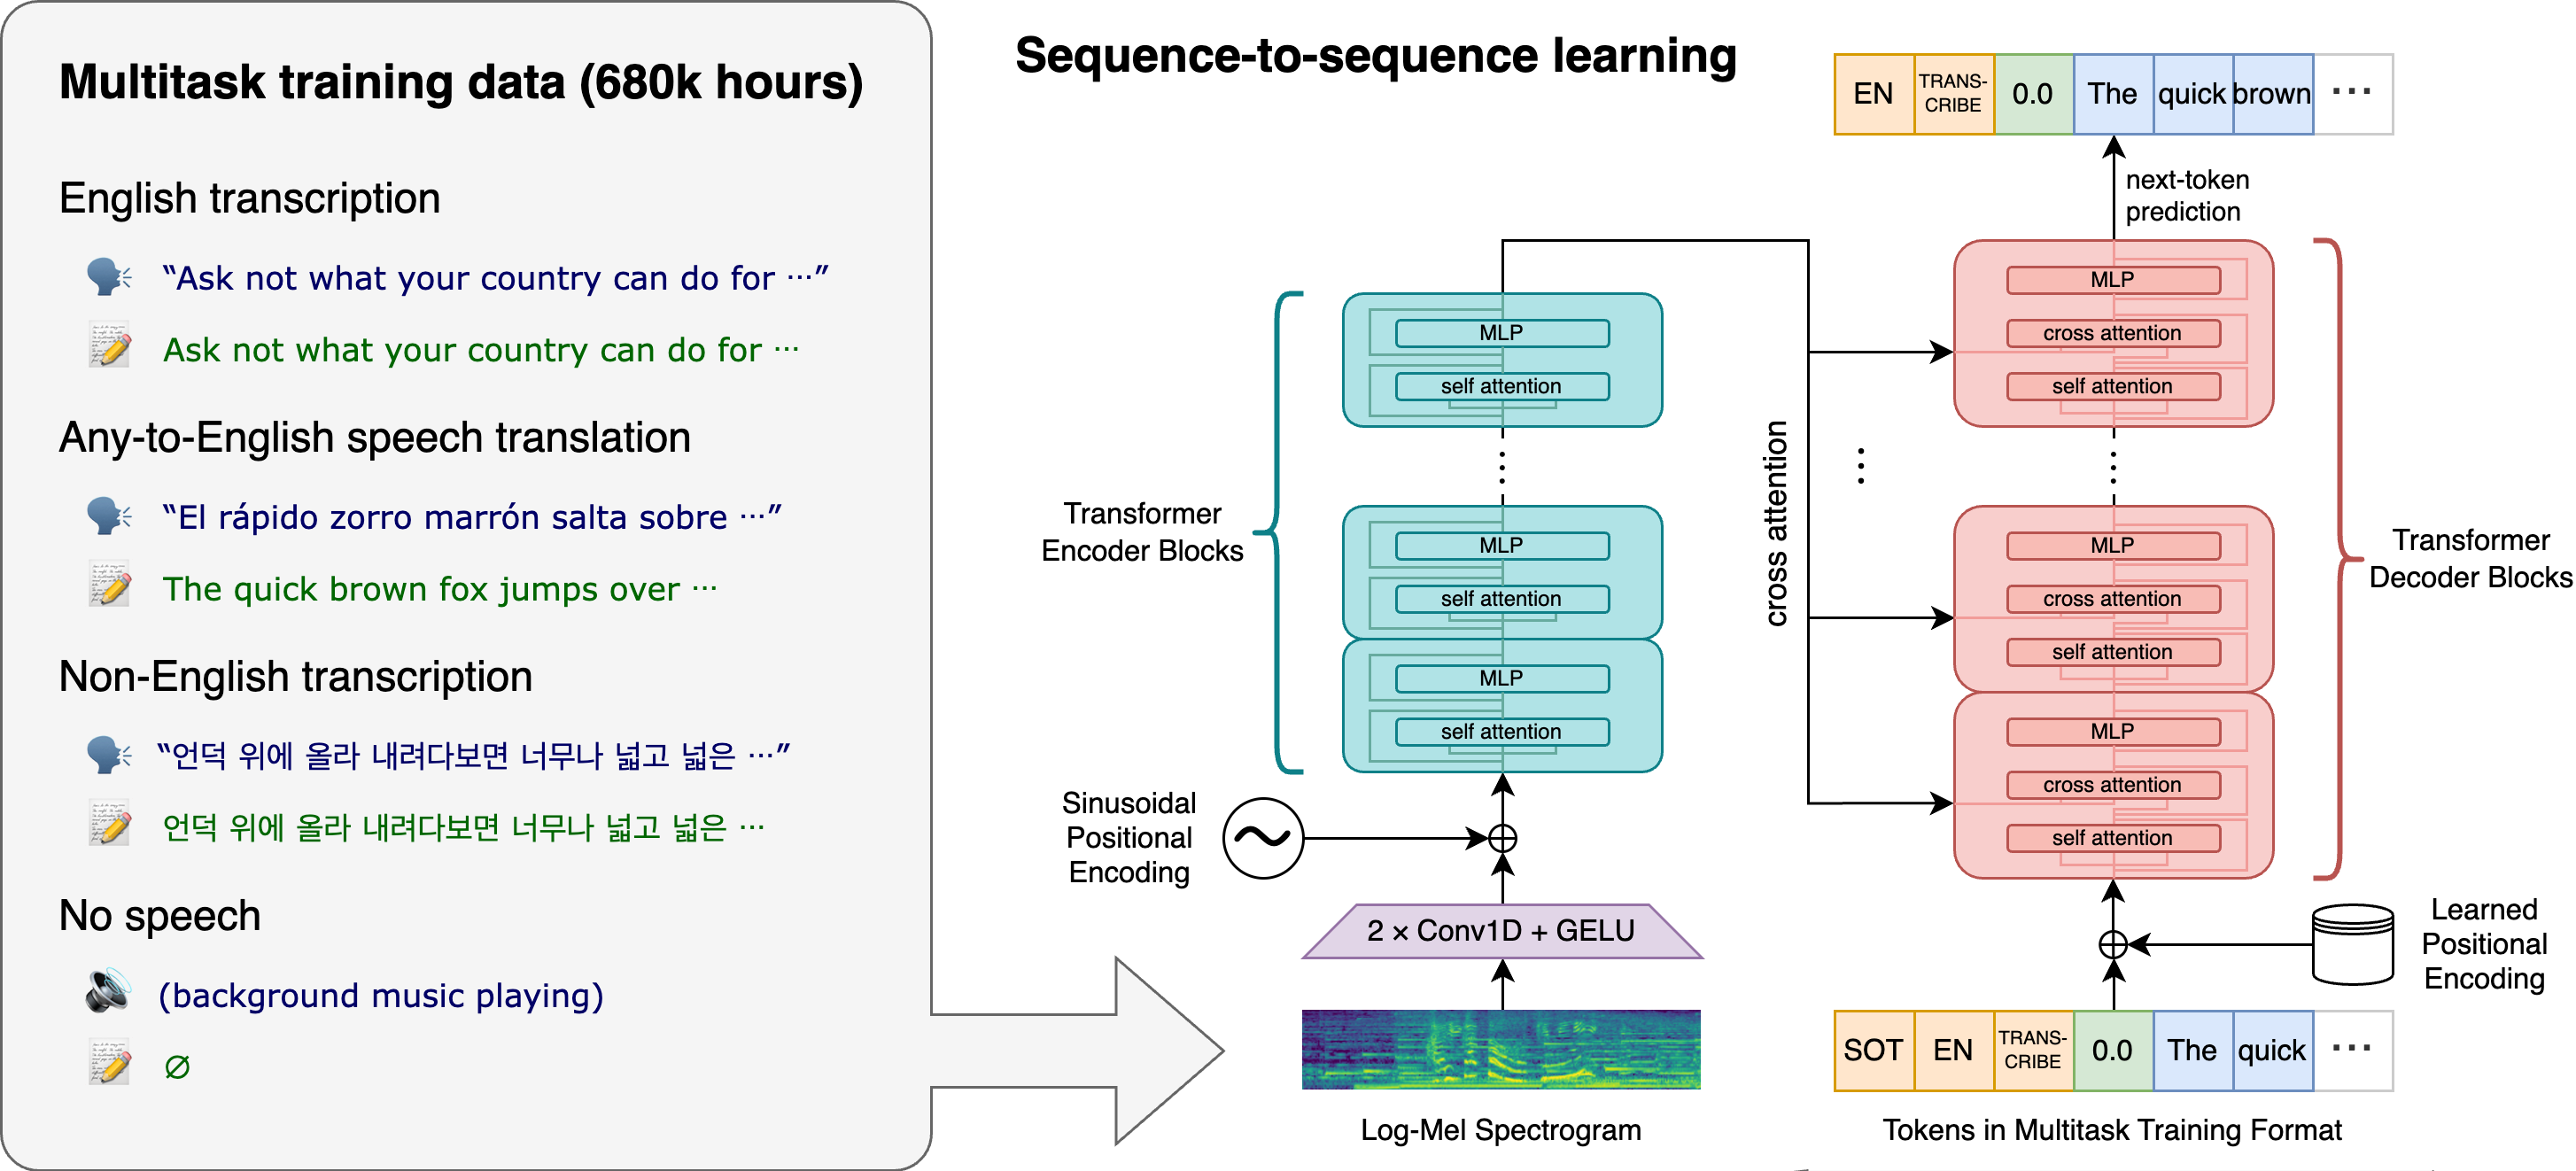 Multitask training data (680k hours)
English transcription
“Ask not what your country can do for ⋯”
Ask not what your country can do for ⋯
Any-to-English speech translation
“El rápido zorro marrón salta sobre ⋯”
The quick brown fox jumps over ⋯
Non-English transcription
“언덕 위에 올라 내려다보면 너무나 넓고 넓은 ⋯”
언덕 위에 올라 내려다보면 너무나 넓고 넓은 ⋯
No speech
(background music playing)
∅
Sequence-to-sequence learning
EN TRANS-CRIBE 0.0 The quick brown ⋯
next-token
prediction
MLP
self attention
MLP
self attention
MLP
self attention
Transformer
Encoder Blocks
cross attention
MLP
cross attention
self attention
MLP
cross attention
self attention
MLP
cross attention
self attention
Transformer
Decoder Blocks
Sinusoidal
Positional
Encoding
2 × Conv1D + GELU
Learned
Positional
Encoding
SOT EN TRANS-CRIBE 0.0 The quick ⋯
Log-Mel Spectrogram
Tokens in Multitask Training Format